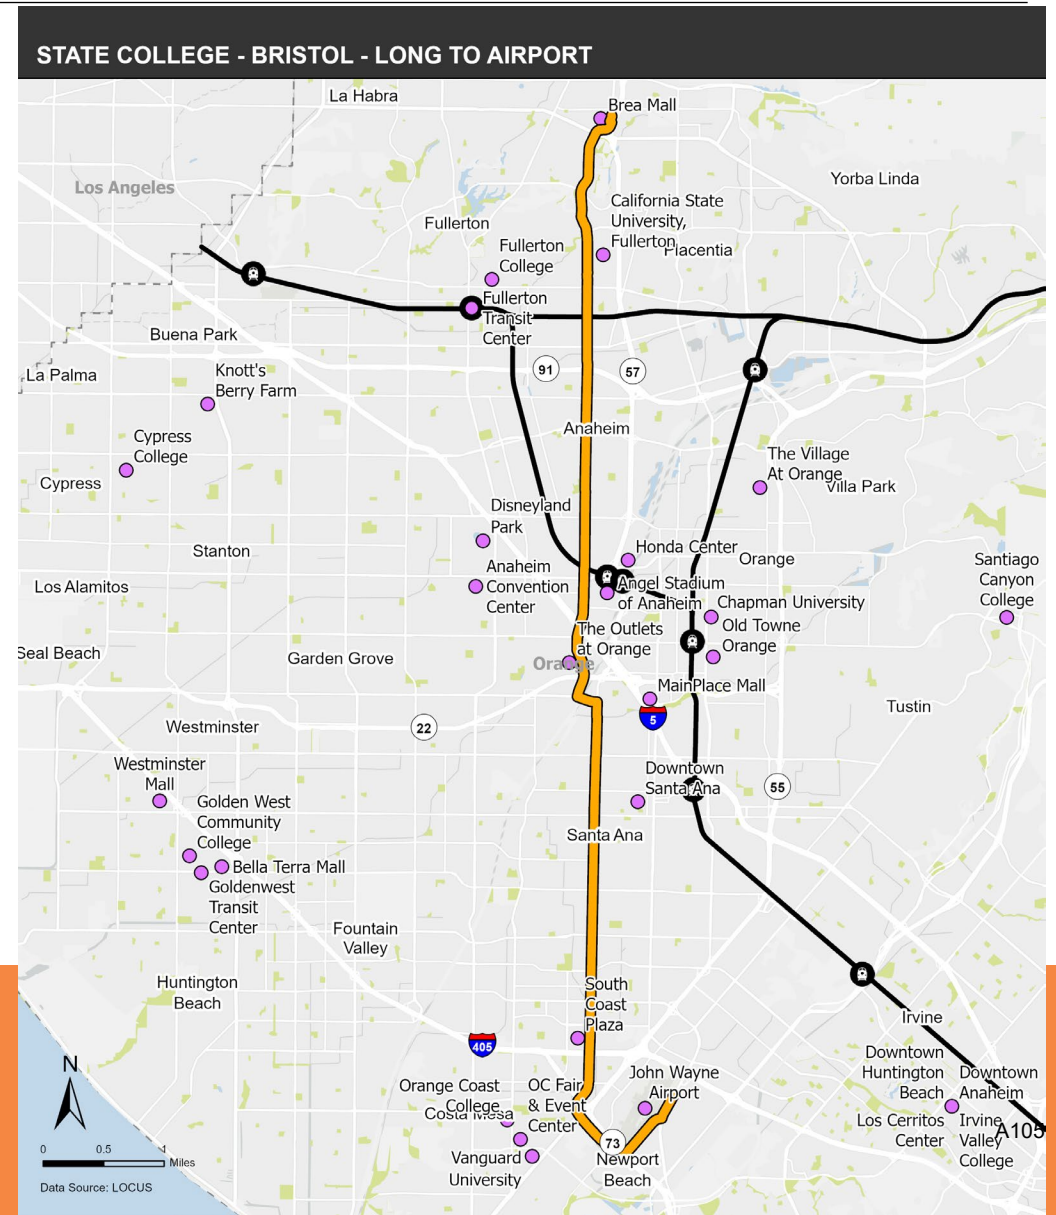 STATE COLLEGE - BRISTOL - LONG TO AIRPORT
La Habra
Brea Mall
Los Angeles
Yorba Linda
California State
University,
Fullerton
Placentia
Fullerton
Fullerton
College
Fullerton
Transit
Center
Buena Park
La Palma
Knott's
Berry Farm
91
57
Anaheim
Cypress
College
Cypress
The Village
At Orange
Villa Park
Disneyland
Park
Stanton
Honda Center
Orange
Los Alamitos
Anaheim
Convention
Center
Angel Stadium
of Anaheim
Santiago
Canyon
College
Chapman University
Old Towne
Orange
The Outlets
at Orange
Orange
Seal Beach
Garden Grove
MainPlace Mall
5
Tustin
Westminster
22
Westminster
Mall
Downtown
Santa Ana
55
Golden West
Community
College
Santa Ana
Bella Terra Mall
Goldenwest
Transit
Center
Fountain
Valley
Huntington
Beach
South
Coast
Plaza
Irvine
405
N
Orange Coast
College
Costa Mesa
OC Fair
& Event
Center
John Wayne
Airport
Downtown
Huntington
Beach
Downtown
Anaheim
Los Cerritos
Center
Irvine
Valley
College
A105
73
Vanguard
University
Newport
Beach
0 0.5 1
Miles
Data Source: LOCUS